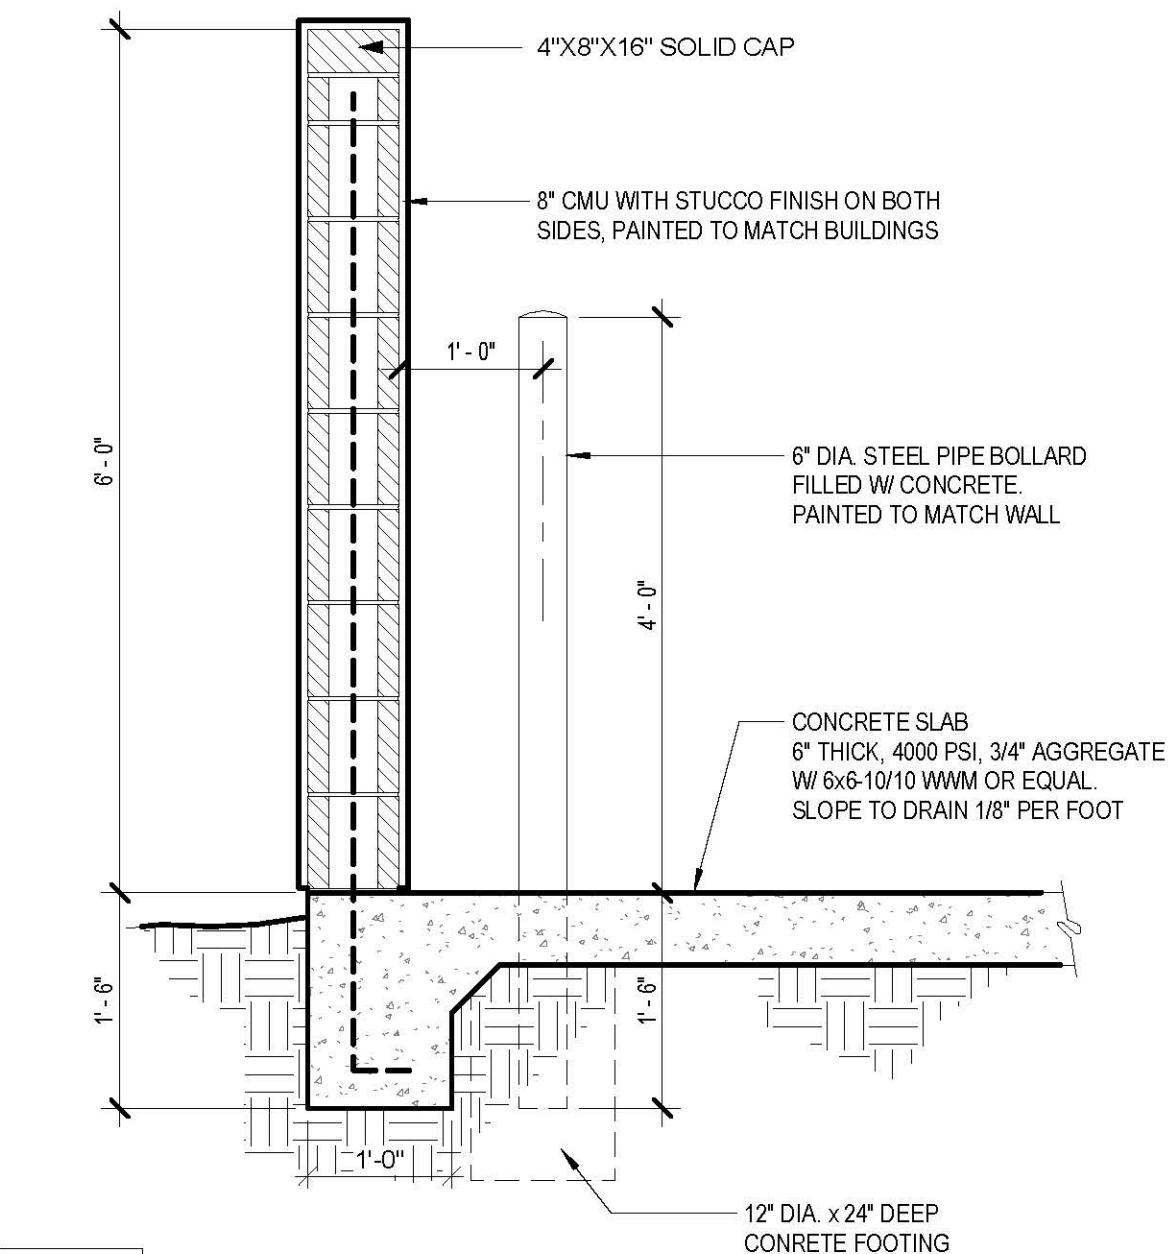 4"X8"X16" SOLID CAP
8" CMU WITH STUCCO FINISH ON BOTH
SIDES, PAINTED TO MATCH BUILDINGS
1' - 0"
6' - 0"
6" DIA. STEEL PIPE BOLLARD
FILLED W/ CONCRETE.
PAINTED TO MATCH WALL
4' - 0"
CONCRETE SLAB
6" THICK, 4000 PSI, 3/4" AGGREGATE
W/ 6x6-10/10 WWM OR EQUAL.
SLOPE TO DRAIN 1/8" PER FOOT
1' - 6"
1' - 6"
1'-0"
12" DIA. x 24" DEEP
CONRETE FOOTING